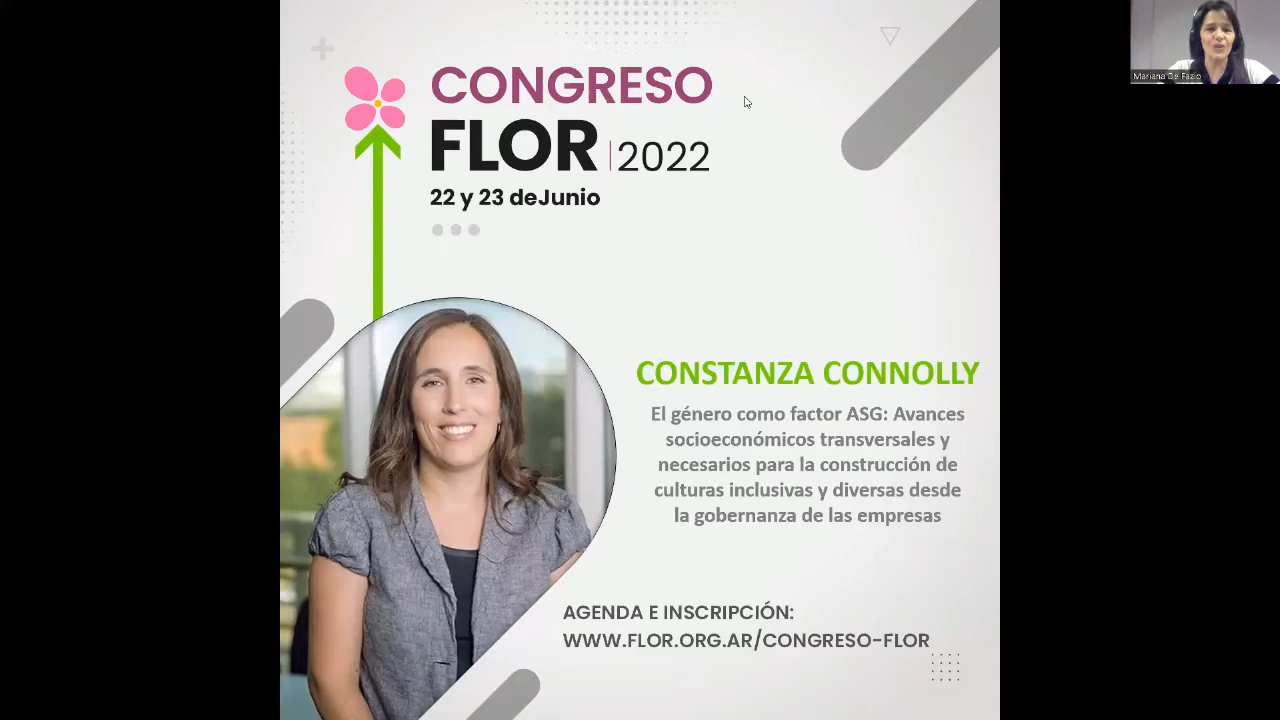 CONGRESO
FLOR 2022
22 y 23 deJunio
CONSTANZA CONNOLLY
El género como factor ASG: Avances
socioeconómicos transversales y
necesarios para la construcción de
culturas inclusivas y diversas desde
la gobernanza de las empresas
AGENDA E INSCRIPCIÓN:
WWW.FLOR.ORG.AR/CONGRESO-FLOR
Mariana De Fazio